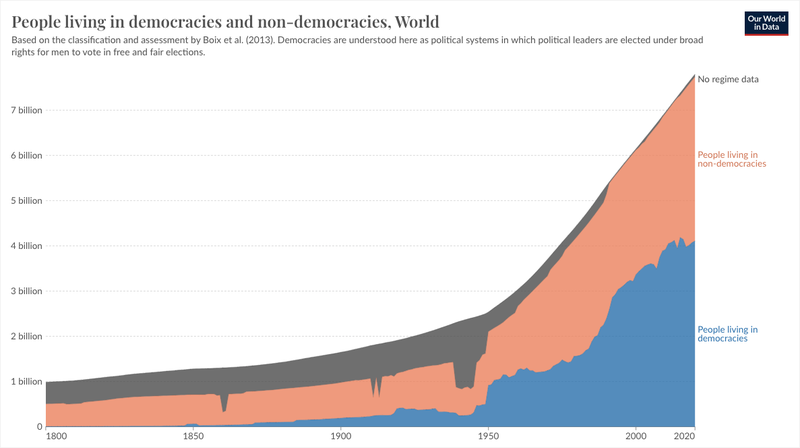 People living in democracies and non-democracies, World
Our World
in Data
Based on the classification and assessment by Boix et al. (2013). Democracies are understood here as political systems in which political leaders are elected under broad
rights for men to vote in free and fair elections.
No regime data
7 billion
6 billion
People living in
non-democracies
5 billion
4 billion
3 billion
2 billion
People living in
democracies
1 billion
0
1800
1850
1900
1950
2000
2020